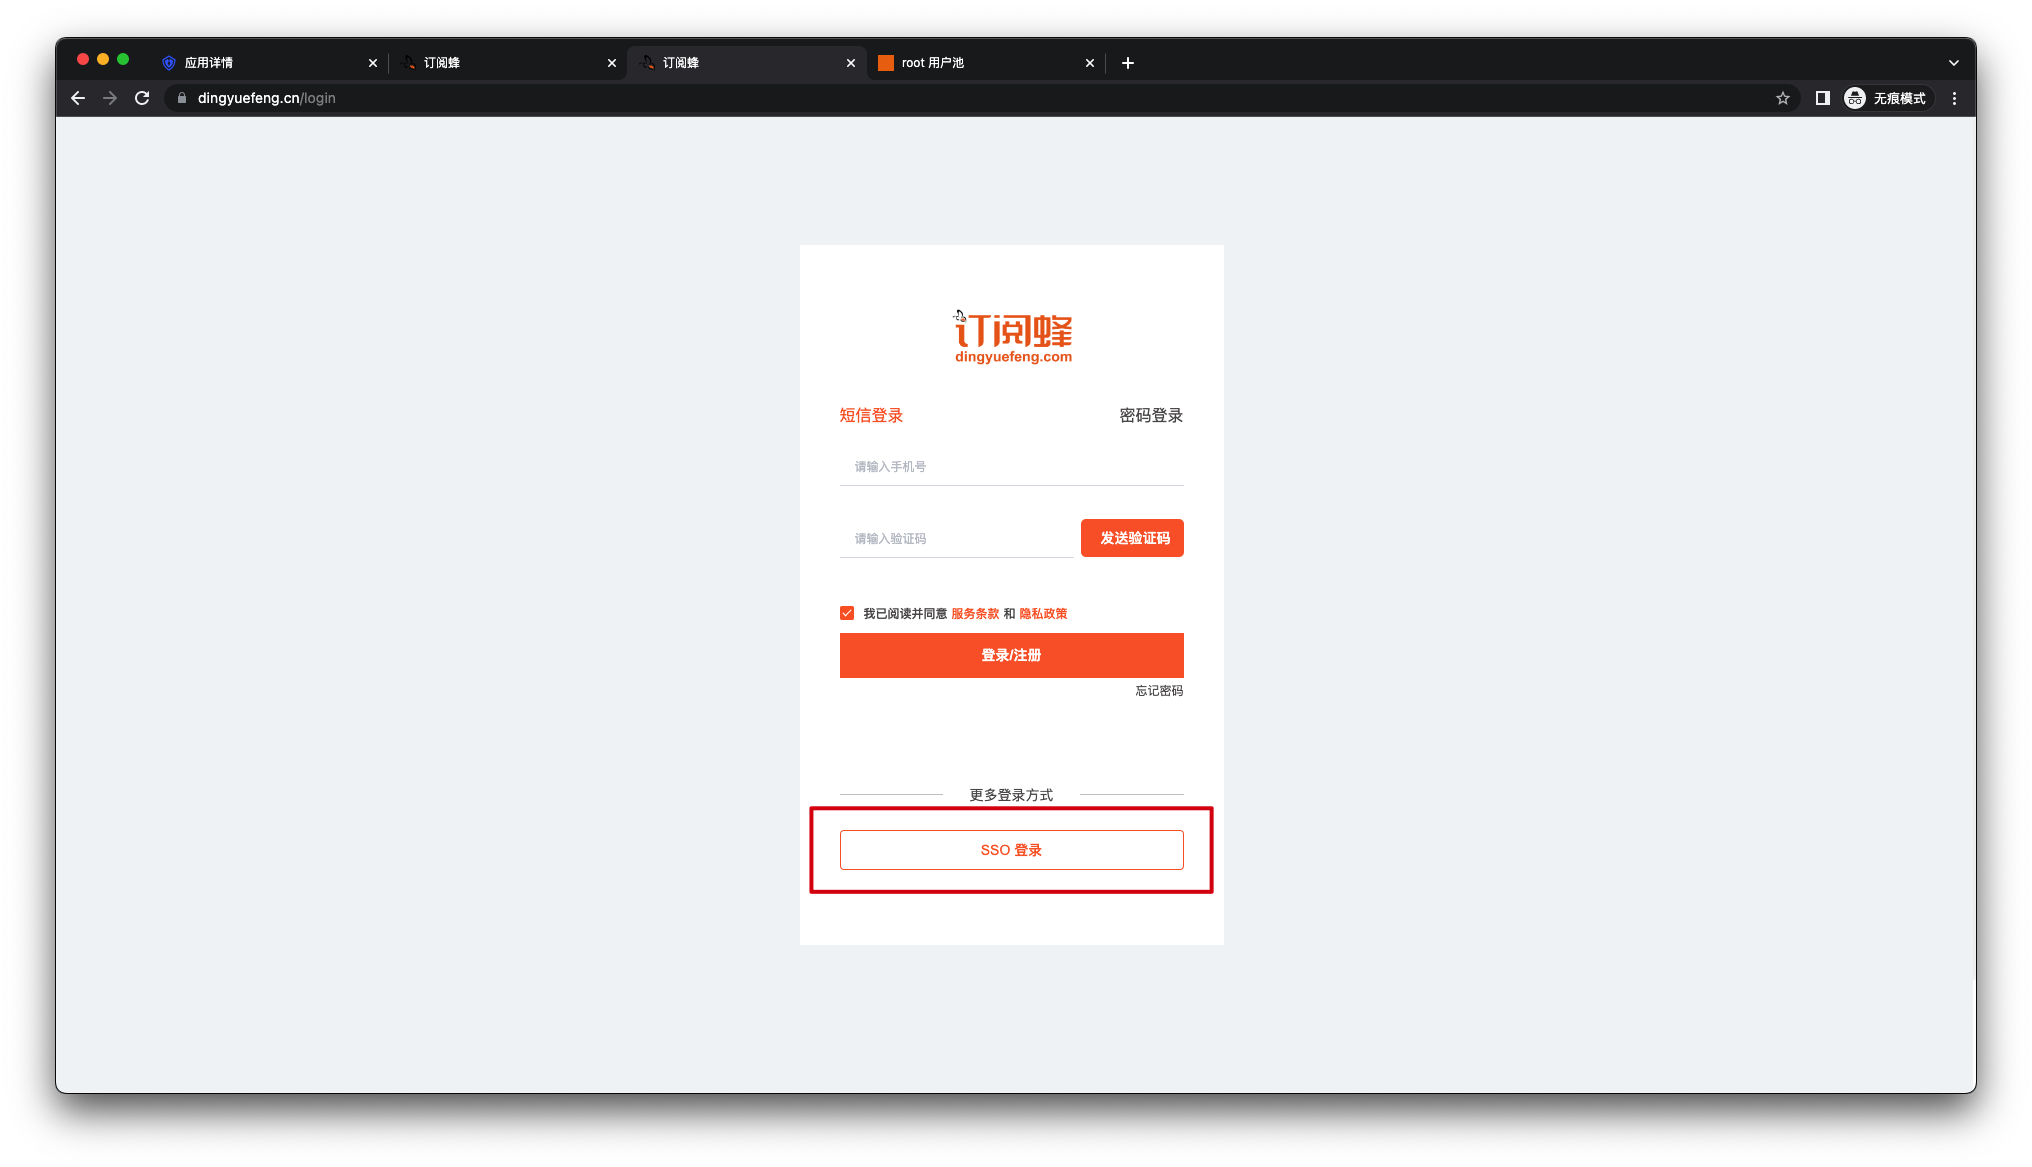 应用详情
订阅蜂
订阅蜂
root 用户池
dingyuefeng.cn/login
无痕模式
订阅蜂
dingyuefeng.com
短信登录
密码登录
请输入手机号
请输入验证码
发送验证码
我已阅读并同意 服务条款 和 隐私政策
登录/注册
忘记密码
更多登录方式
SSO 登录